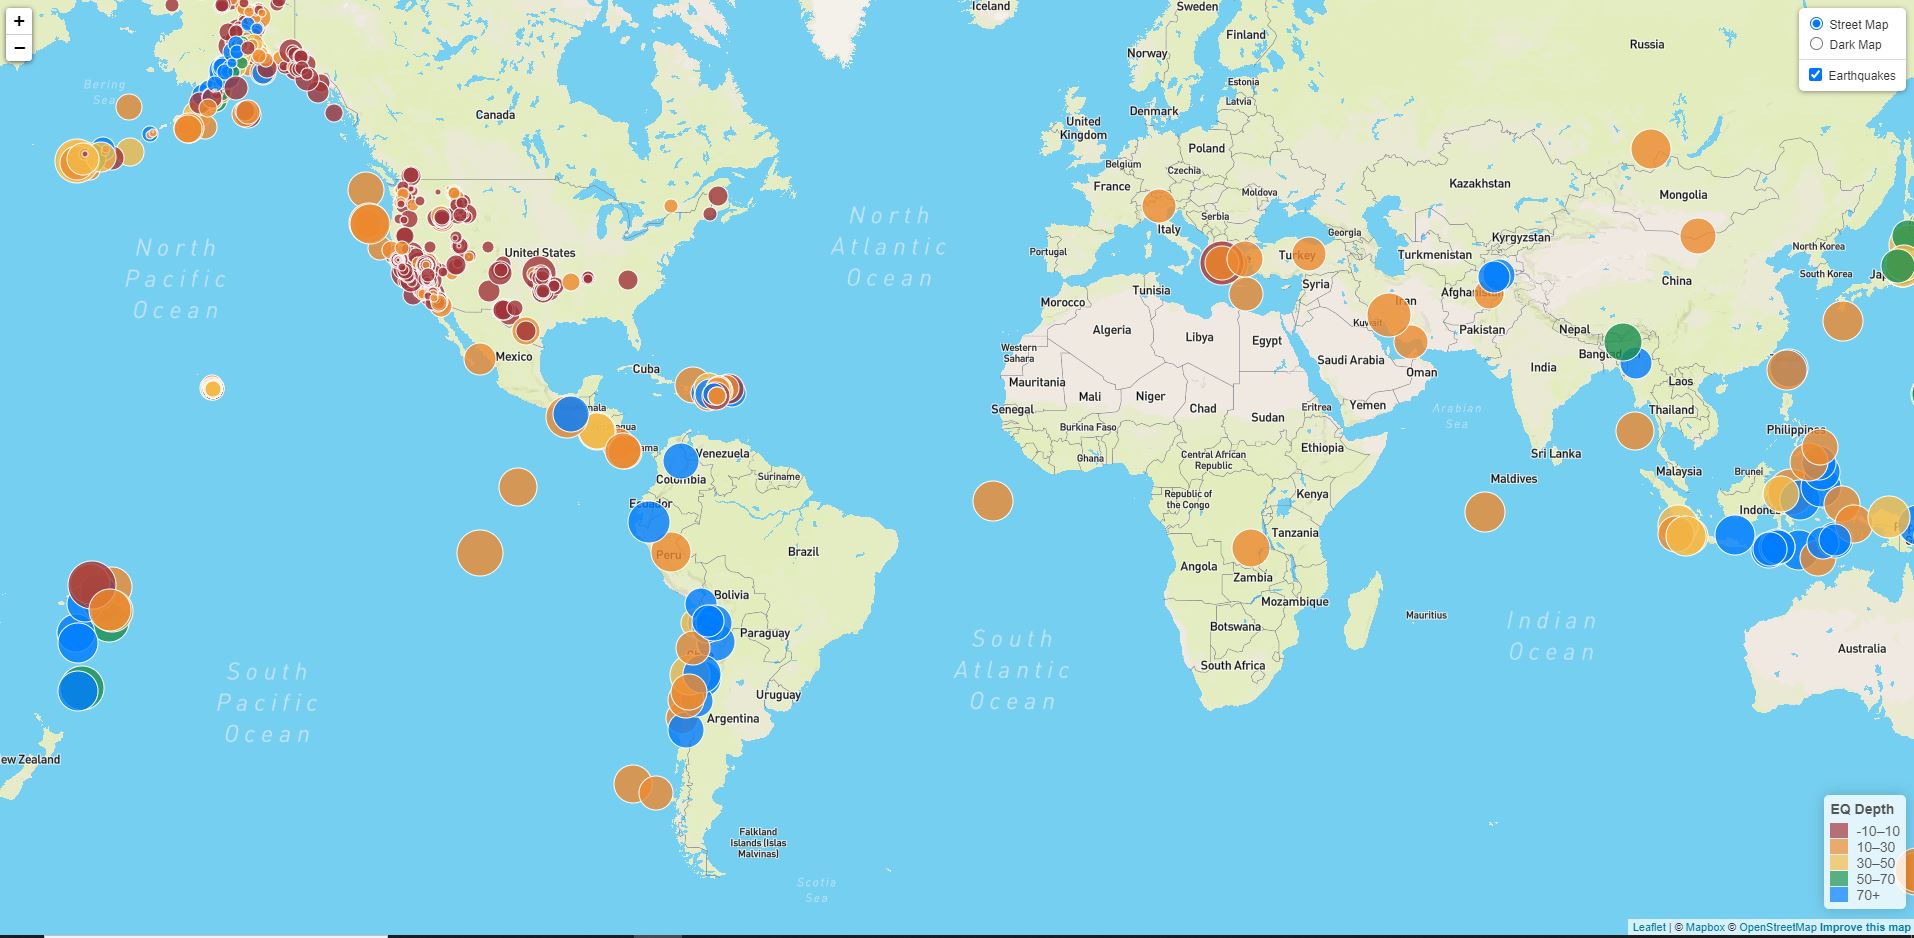 +
−
Street Map
Dark Map
Earthquakes
Iceland
Sweden
Finland
Norway
Russia
Estonia
Latvia
Denmark
United
Kingdom
Bering
Sea
Canada
Poland
Belgium
Czechia
France
Moldova
Kazakhstan
Mongolia
Serbia
Italy
North
Atlantic
Ocean
North
Pacific
Ocean
United States
Portugal
Turkey
Georgia
Kyrgyzstan
Turkmenistan
North Korea
South Korea
China
Tunisia
Syria
Morocco
Iran
Kuwait
Pakistan
Nepal
Algeria
Libya
Egypt
Western
Sahara
Mexico
Cuba
Saudi Arabia
Oman
India
Mauritania
Mali
Niger
Chad
Sudan
Eritrea
Yemen
Arabian
Sea
Laos
Thailand
Senegal
Burkina Faso
Ghana
Ethiopia
Central African
Republic
Sri Lanka
Maldives
Malaysia
Brunei
Venezuela
Colombia
Suriname
Ecuador
Republic of
the Congo
Kenya
Tanzania
Peru
Brazil
Angola
Zambia
Bolivia
Mozambique
Mauritius
Paraguay
Botswana
South
Atlantic
Ocean
Indian
Ocean
Australia
South Africa
South
Pacific
Ocean
Uruguay
Argentina
ew Zealand
Falkland
Islands (Islas
Malvinas)
Scotia
Sea
EQ Depth
-10–10
10–30
30–50
50–70
70+
Leaflet | © Mapbox © OpenStreetMap Improve this map